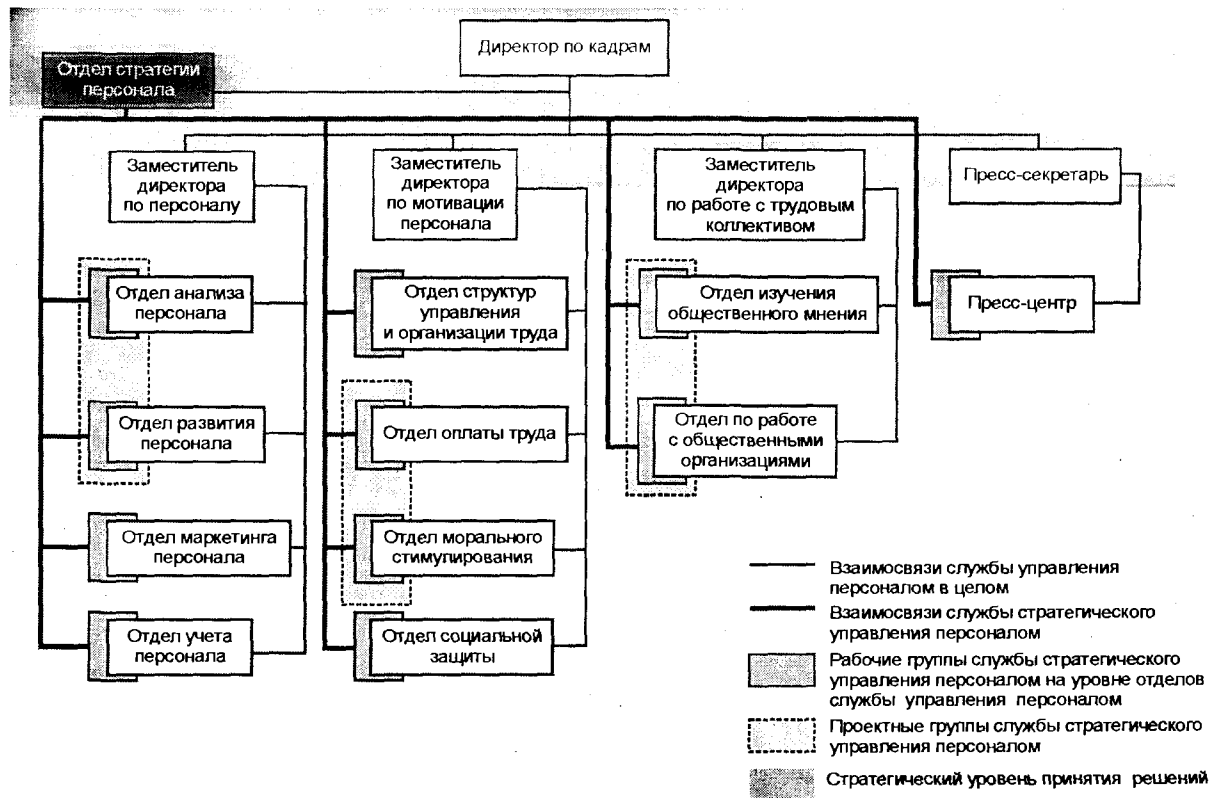 Директор по кадрам
Отдел стратегии
персонала
Заместитель
директора
по персоналу
Заместитель
директора
по мотивации
персонала
Заместитель
директора
по работе с трудовым
коллективом
Пресс-секретарь
Отдел анализа
персонала
Отдел структур
управления
и организации труда
Отдел изучения
общественного мнения
Пресс-центр
Отдел развития
персонала
Отдел оплаты труда
Отдел по работе
с общественными
организациями
Отдел маркетинга
персонала
Отдел морального
стимулирования
Отдел учета
персонала
Отдел социальной
защиты
Взаимосвязи службы управления
персоналом в целом
Взаимосвязи службы стратегического
управления персоналом
Рабочие группы службы стратегического
управления персоналом на уровне отделов
службы управления персоналом
Проектные группы службы стратегического
управления персоналом
Стратегический уровень принятия решений